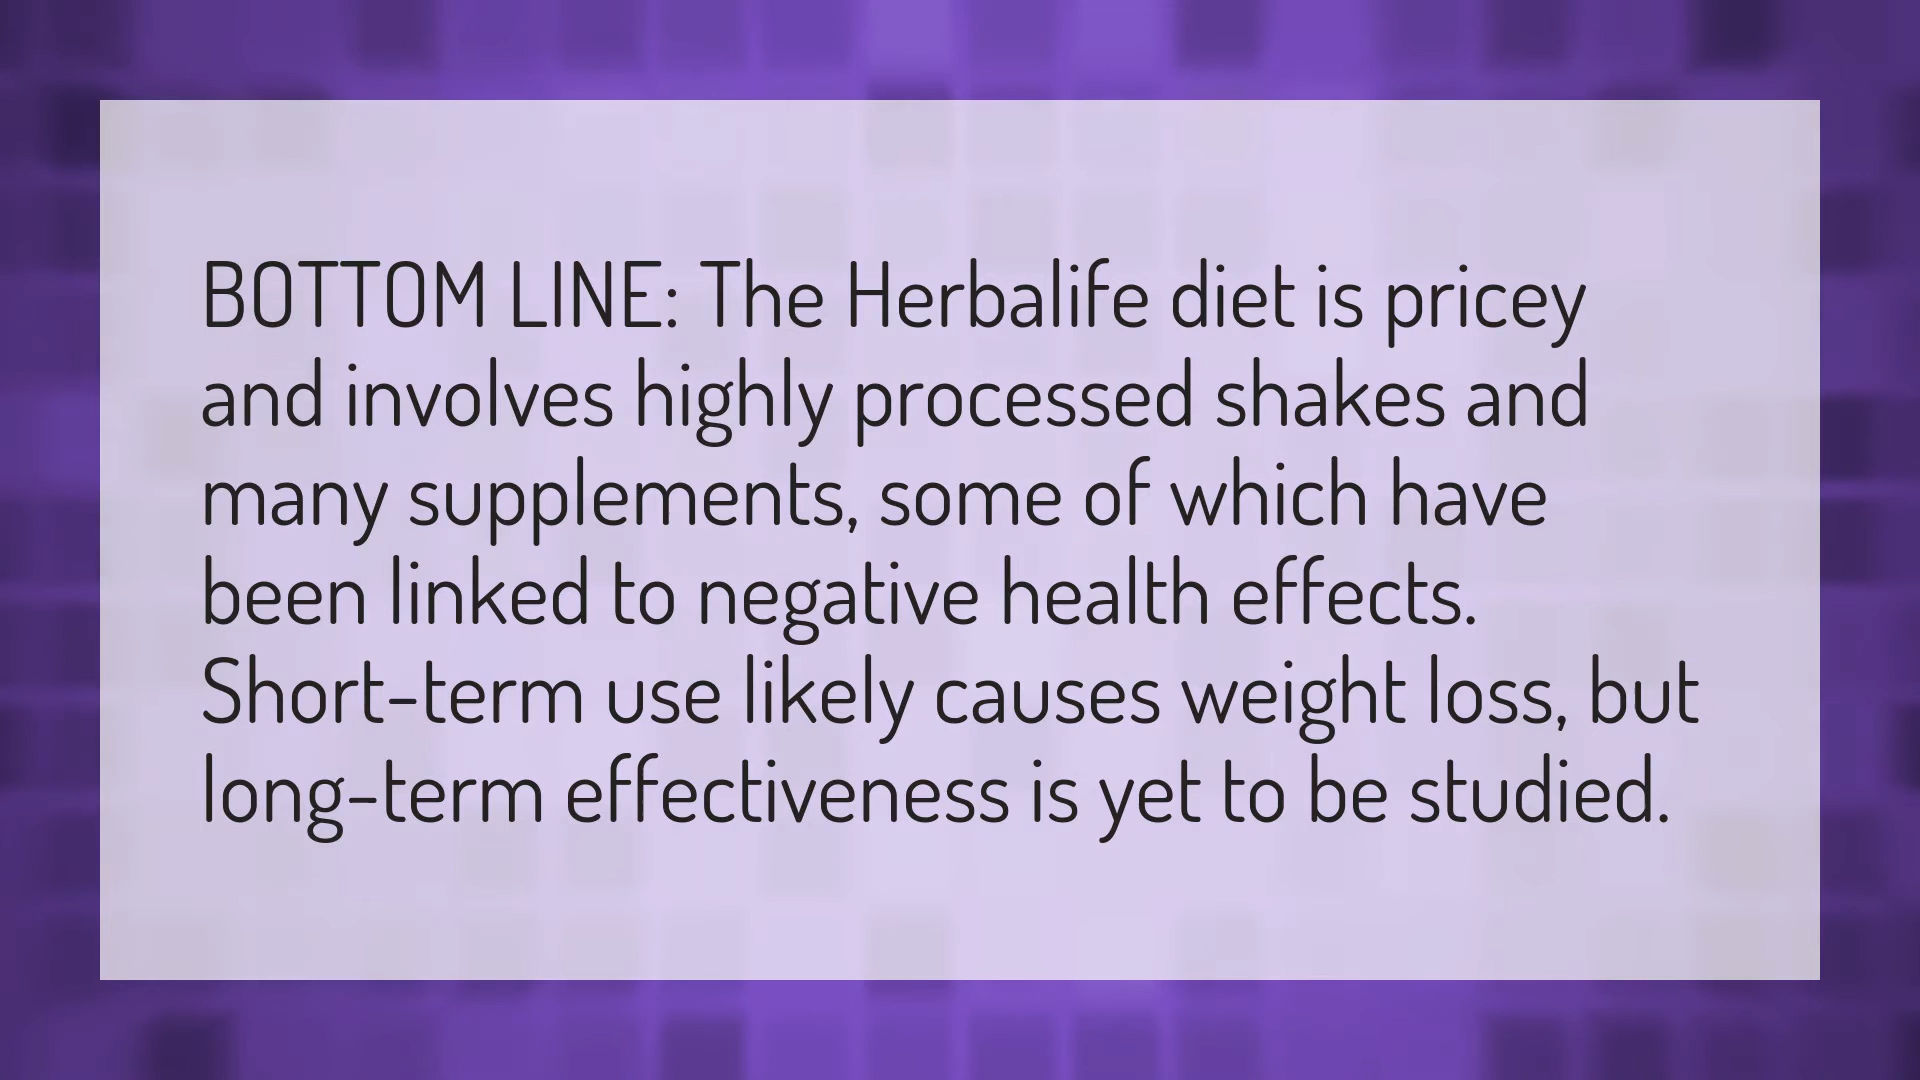 BOTTOM LINE: The Herbalife diet is pricey
and involves highly processed shakes and
many supplements, some of which have
been linked to negative health effects.
Short-term use likely causes weight loss, but
long-term effectiveness is yet to be studied.